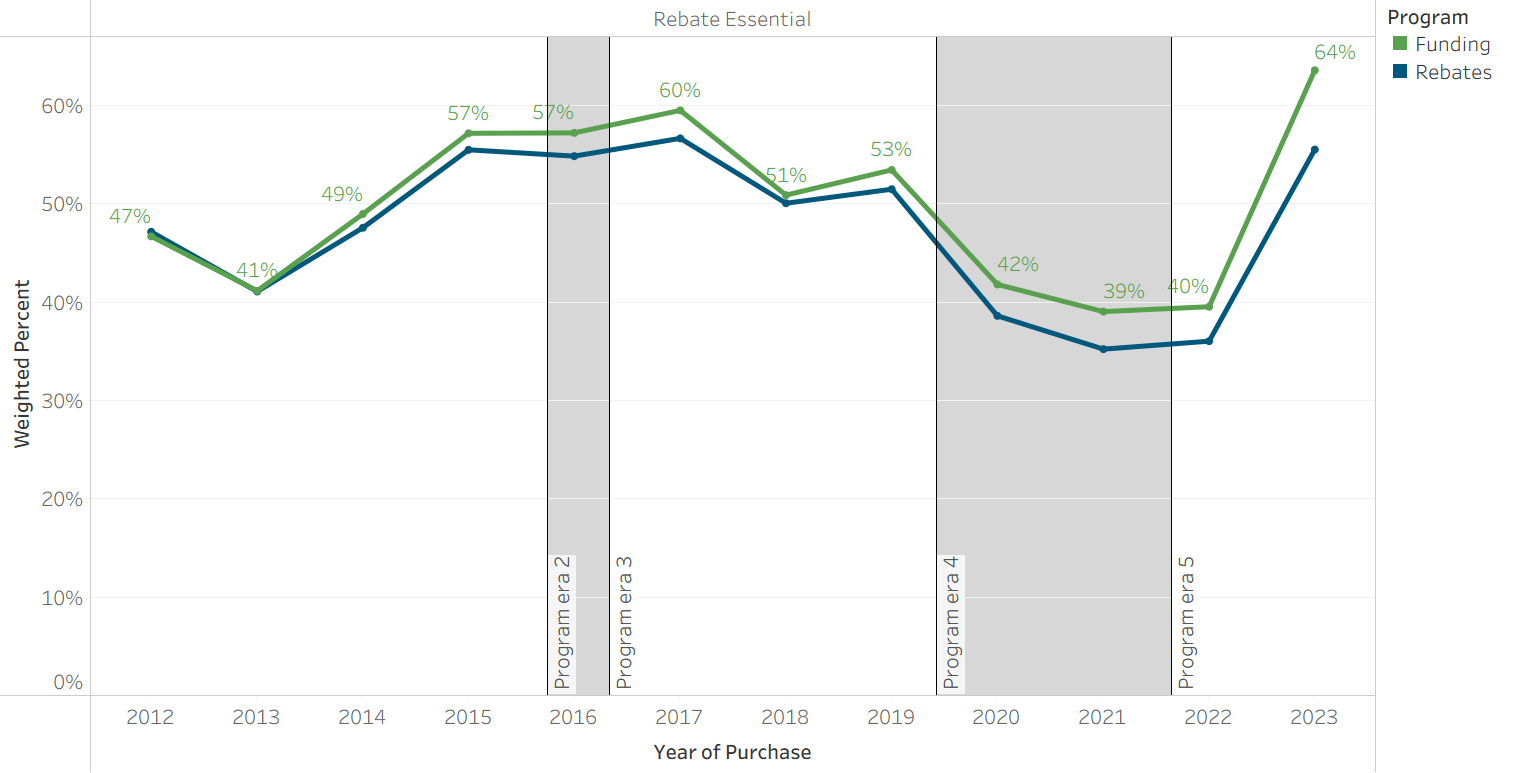 Rebate Essential
Program
Funding
Rebates
64%
60%
60%
57%
57%
53%
51%
50%
49%
47%
42%
41%
40%
39%
40%
30%
20%
10%
0%
Weighted Percent
Program era 2
Program era 3
Program era 4
Program era 5
2012 2013 2014 2015 2016 2017 2018 2019 2020 2021 2022 2023
Year of Purchase